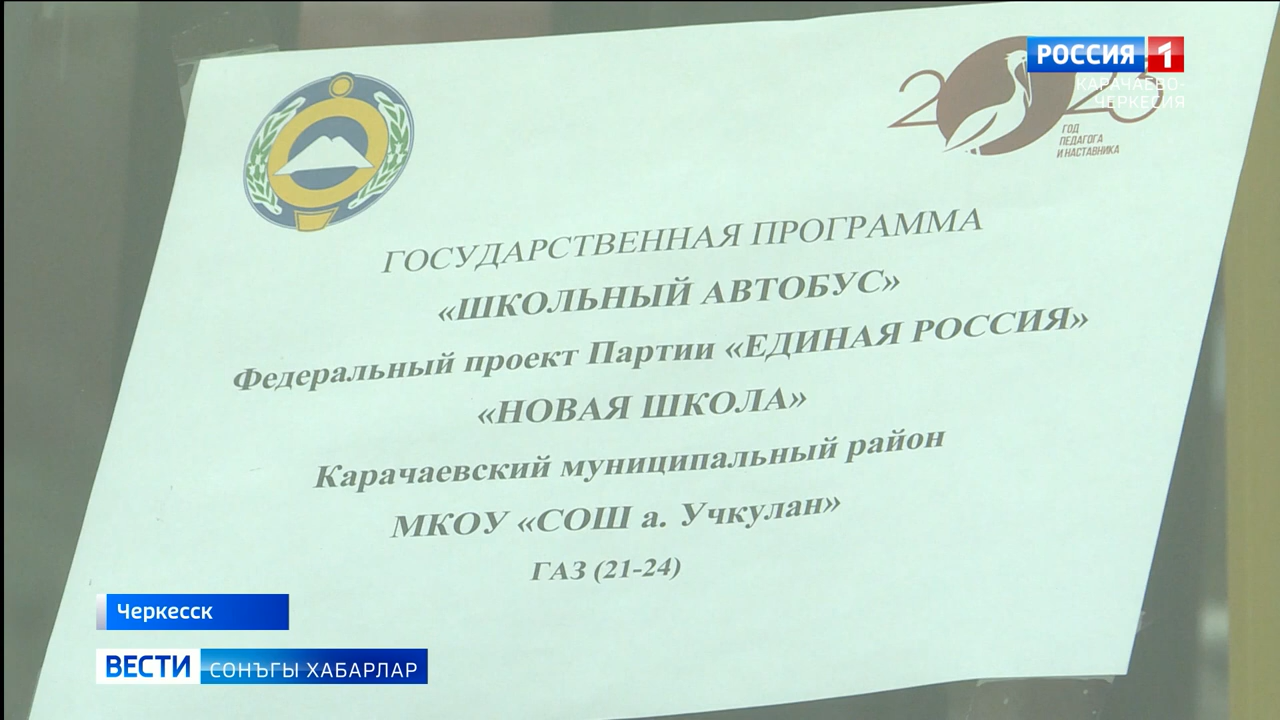 РОССИЯ 1
КАРАЧАЕВО-
ЧЕРКЕСИЯ
2023
ГОД
ПЕДАГОГА
И НАСТАВНИКА
ГОСУДАРСТВЕННАЯ ПРОГРАММА
«ШКОЛЬНЫЙ АВТОБУС»
Федеральный проект Партии «ЕДИНАЯ РОССИЯ»
«НОВАЯ ШКОЛА»
Карачаевский муниципальный район
МКОУ «СОШ а. Учкулан»
ГАЗ (21-24)
Черкесск
ВЕСТИ СОНЪГЫ ХАБАРЛАР